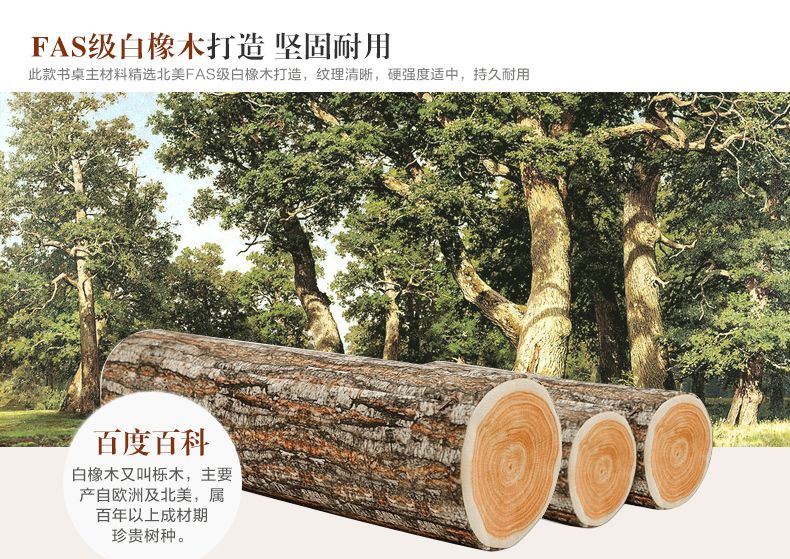 FAS级白橡木打造 坚固耐用
此款书桌主材料精选北美FAS级白橡木打造，纹理清晰，硬强度适中，持久耐用
百度百科
白橡木又叫栎木，主要
产自欧洲及北美，属
百年以上成材期
珍贵树种。